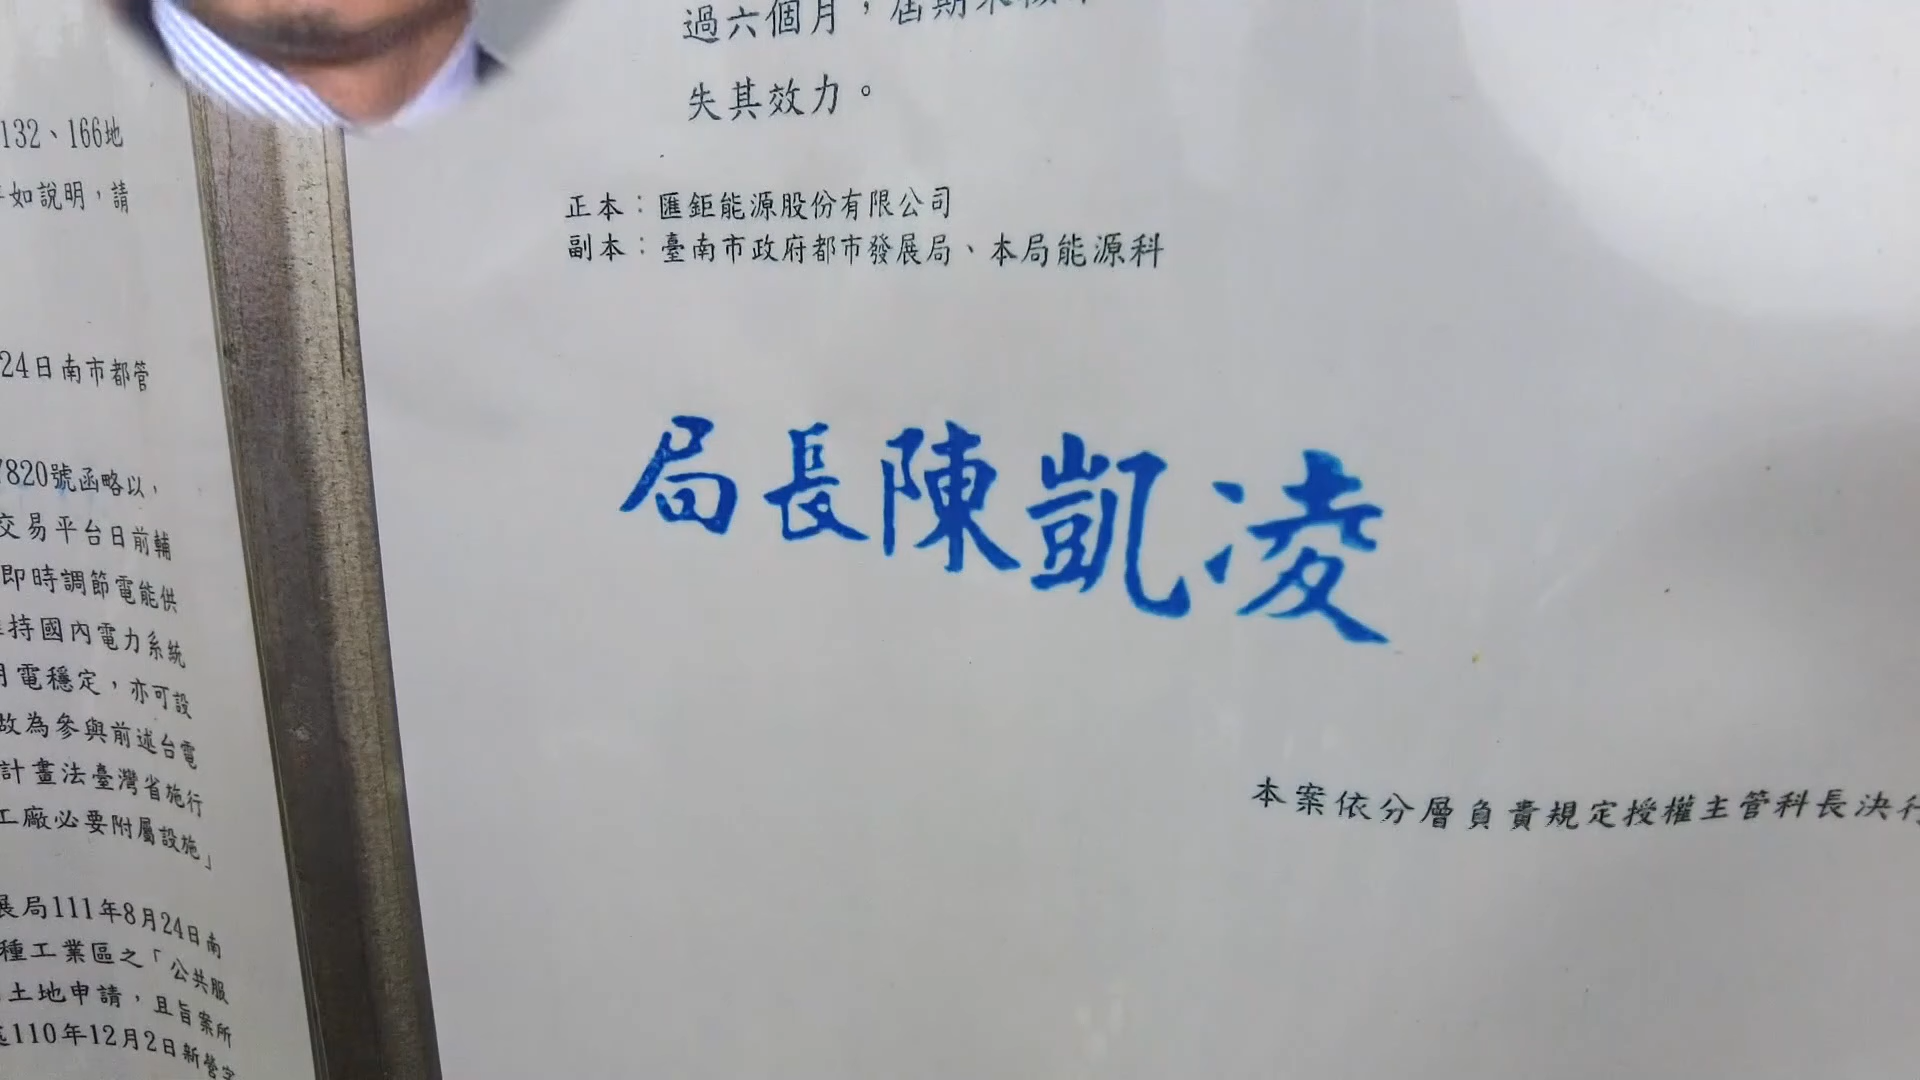 132、166地
如說明，請
24日南市都管
7820號函略以，
交易平台日前輔
即時調節電能供
持國內電力系統
電穩定，亦可設
故為參與前述台電
計畫法臺灣省施行
工廠必要附屬設施」
展局111年8月24日南
種工業區之「公共服
土地申請，且旨案所
110年12月2日新營字
過六個月，屆期未
失其效力。
正本：匯鉅能源股份有限公司
副本：臺南市政府都市發展局、本局能源科
局長陳凱凌
本案依分層負責規定授權主管科長決行